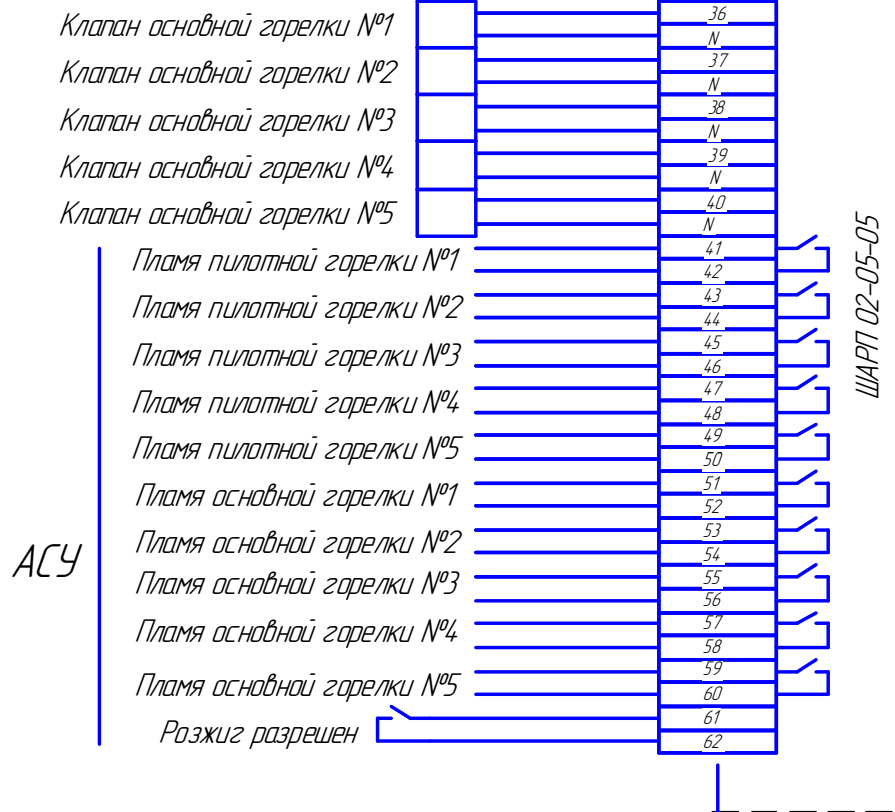 Клапан основной горелки №1
36
N
Клапан основной горелки №2
37
N
Клапан основной горелки №3
38
N
Клапан основной горелки №4
39
N
Клапан основной горелки №5
40
N
Пламя пилотной горелки №1
41
42
Пламя пилотной горелки №2
43
44
Пламя пилотной горелки №3
45
46
Пламя пилотной горелки №4
47
48
Пламя пилотной горелки №5
49
50
Пламя основной горелки №1
51
52
Пламя основной горелки №2
53
54
Пламя основной горелки №3
55
56
Пламя основной горелки №4
57
58
Пламя основной горелки №5
59
60
Розжиг разрешен
61
62
АСУ
ШАРП 02-05-05